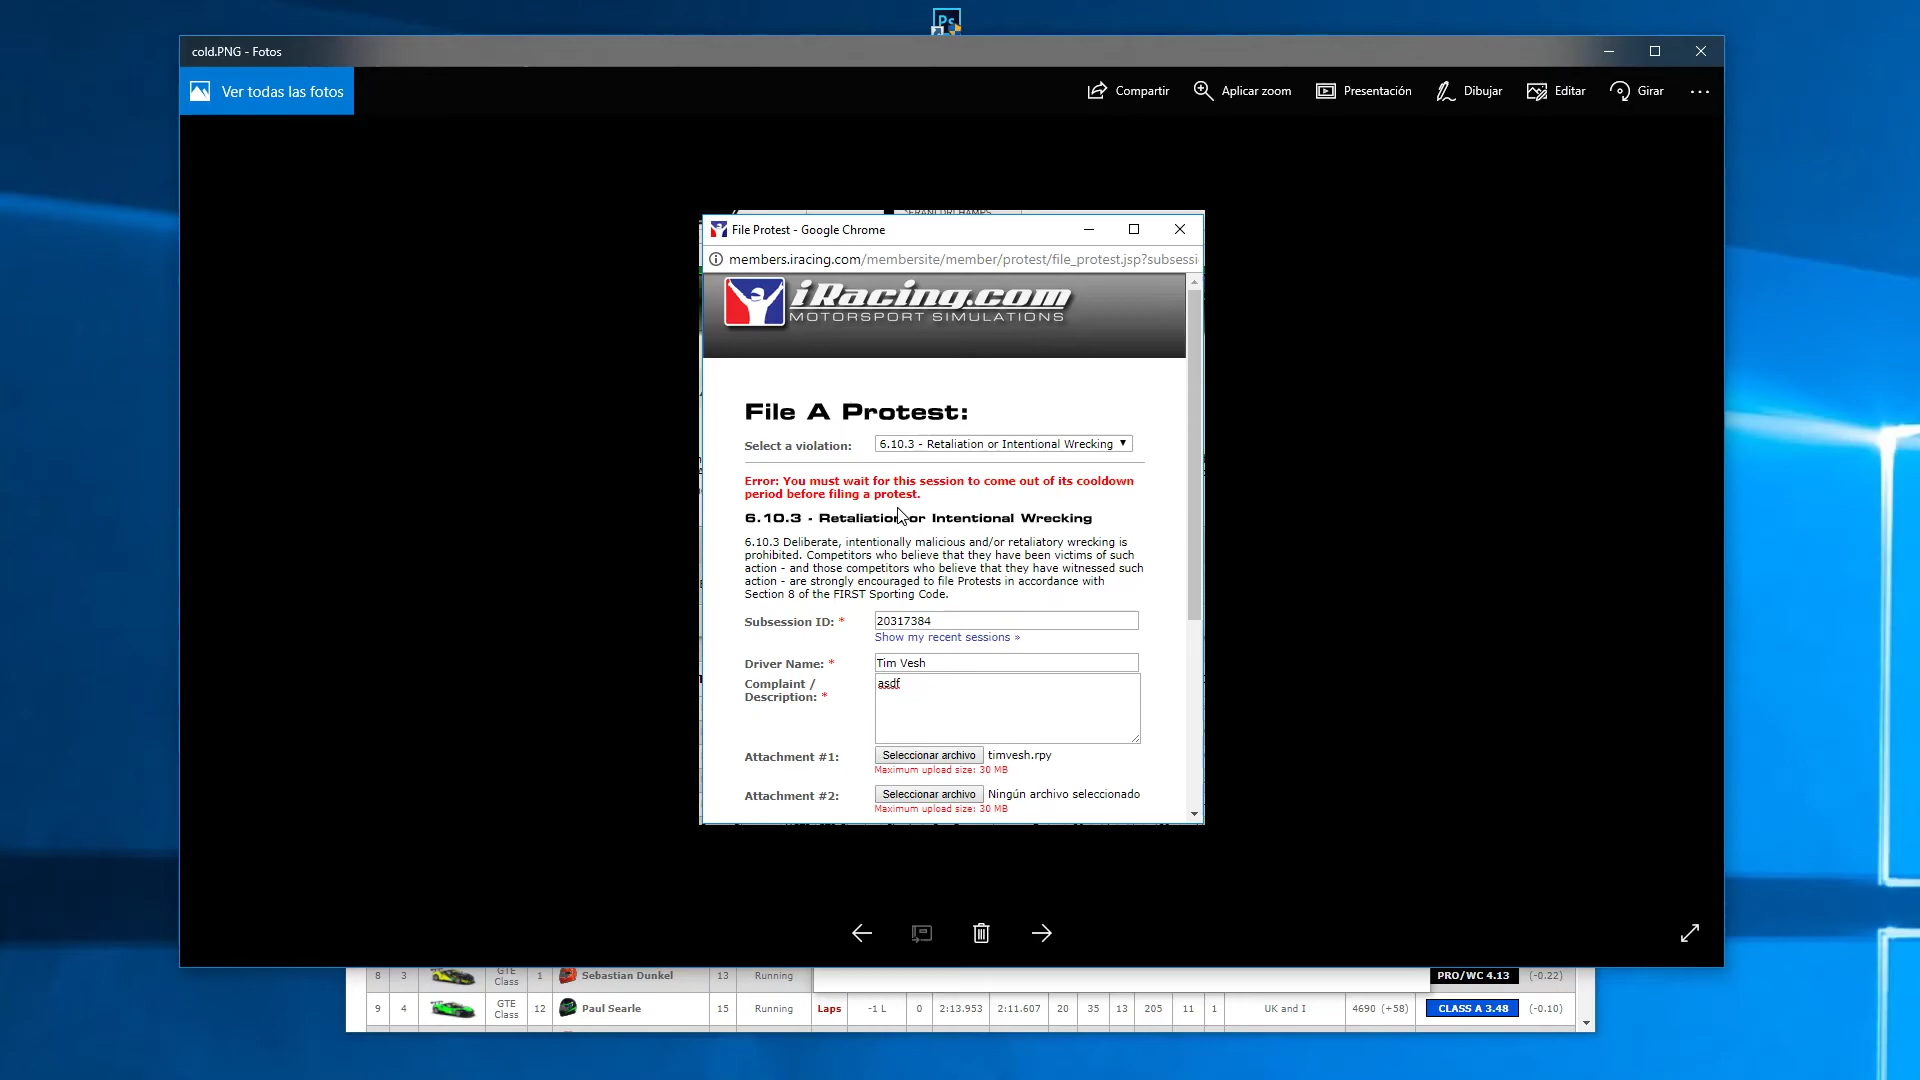 Ps
cold.PNG - Fotos
Ver todas las fotos
Compartir
Aplicar zoom
Presentación
Dibujar
Editar
Girar
File Protest - Google Chrome
members.iracing.com/membersite/member/protest/file_protest.jsp?subsessi
iRacing.com
MOTORSPORT SIMULATIONS
File A Protest:
Select a violation: 6.10.3 - Retaliation or Intentional Wrecking
Error: You must wait for this session to come out of its cooldown
period before filing a protest.
6.10.3 - Retaliation or Intentional Wrecking
6.10.3 Deliberate, intentionally malicious and/or retaliatory wrecking is
prohibited. Competitors who believe that they have been victims of such
action - and those competitors who believe that they have witnessed such
action - are strongly encouraged to file Protests in accordance with
Section 8 of the FIRST Sporting Code.
Subsession ID: * 20317384
Show my recent sessions »
Driver Name: * Tim Vesh
Complaint /
Description: *
asdf
Attachment #1: Seleccionar archivo timvesh.rpy
Maximum upload size: 30 MB
Attachment #2: Seleccionar archivo Ningún archivo seleccionado
Maximum upload size: 30 MB
8 3 GTE Class 1 Sebastian Dunkel 13 Running PRO/WC 4.13 (-0.22)
9 4 GTE Class 12 Paul Searle 15 Running Laps -1 L 0 2:13.953 2:11.607 20 35 13 205 11 1 UK and I 4690 (+58) CLASS A 3.48 (-0.10)